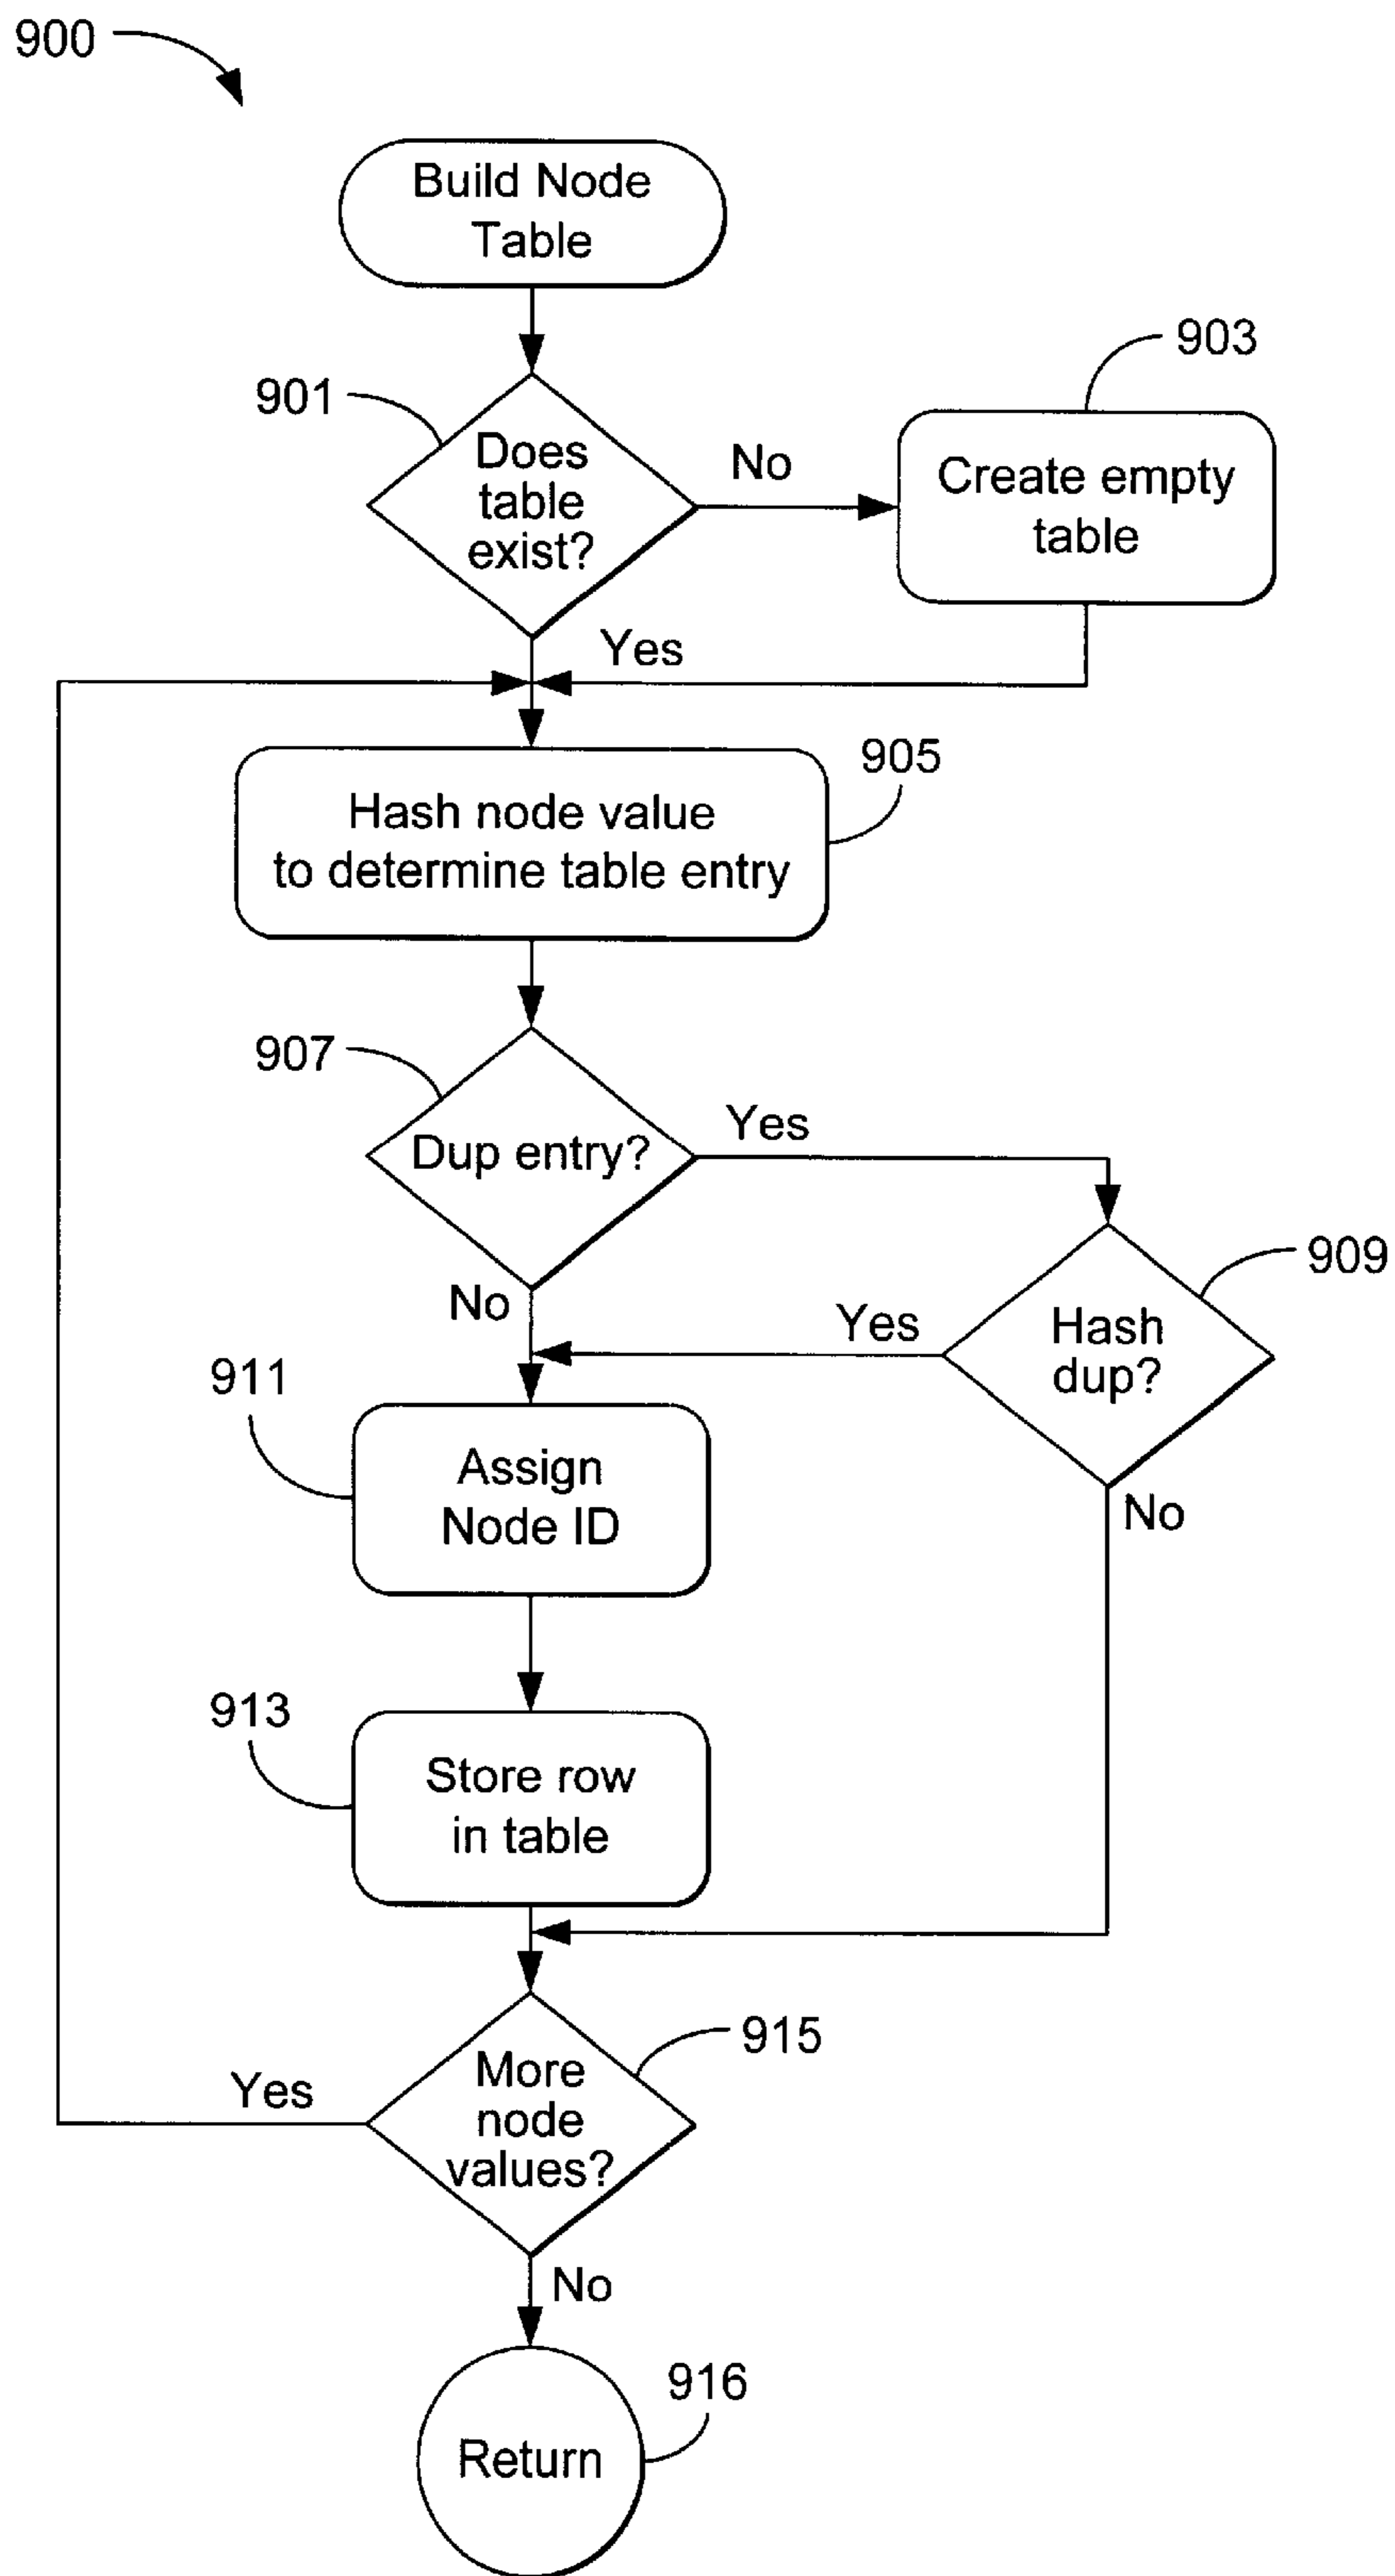 900
Build Node
Table
903
901
Does
table
exist?
No
Create empty
table
Yes
905
Hash node value
to determine table entry
907
Dup entry?
Yes
909
No
Yes
Hash
dup?
911
Assign
Node ID
No
913
Store row
in table
915
More
node
values?
Yes
No
916
Return